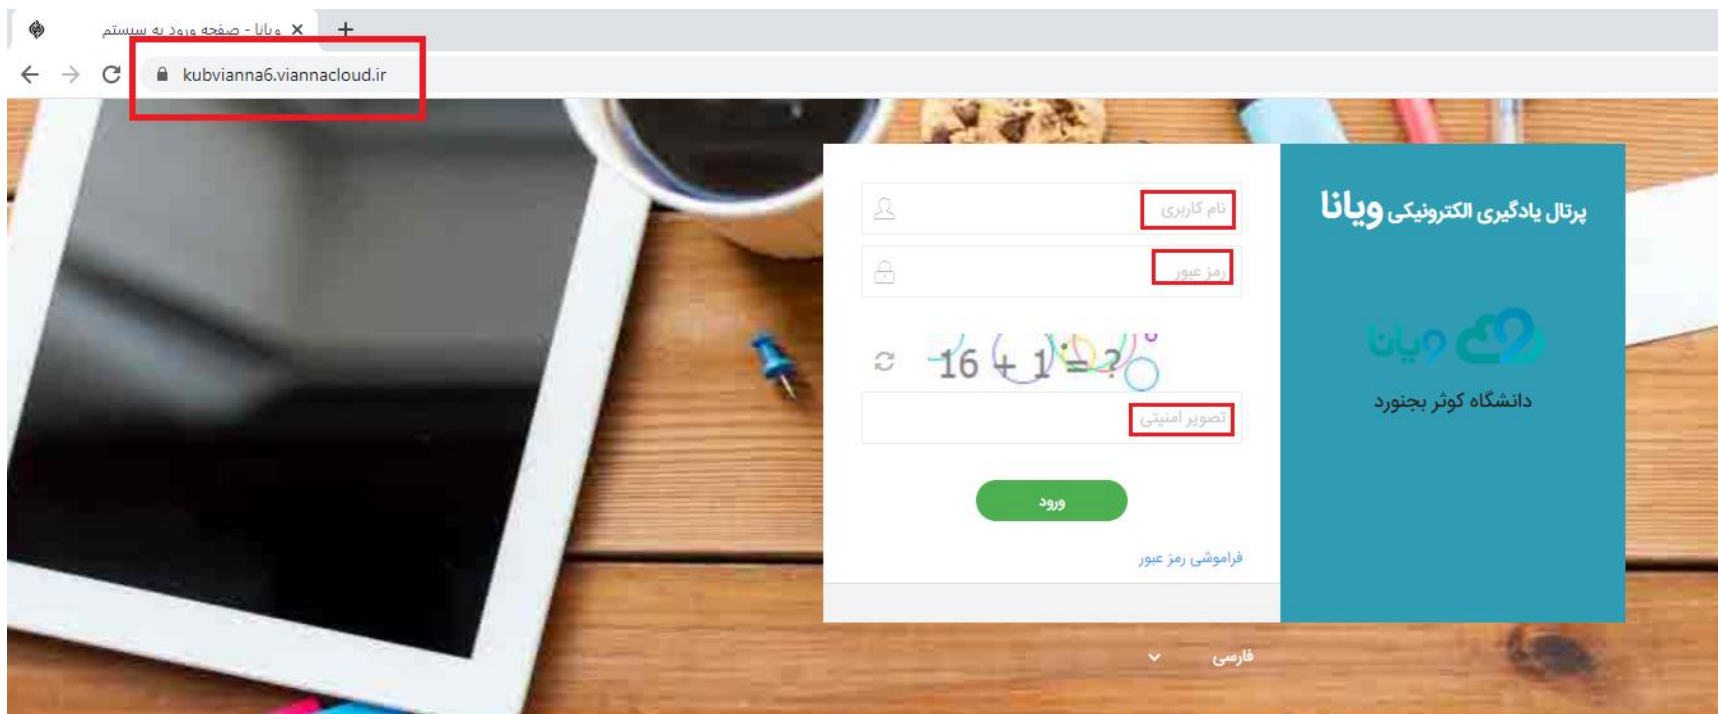 ویانا - صفحه ورود به سیستم
kubvianna6.viannacloud.ir
پرتال یادگیری الکترونیکی ویانا
ویانا
دانشگاه کوثر بجنورد
نام کاربری
رمز عبور
16 + 1 = ?
تصویر امنیتی
ورود
فراموشی رمز عبور
فارسی